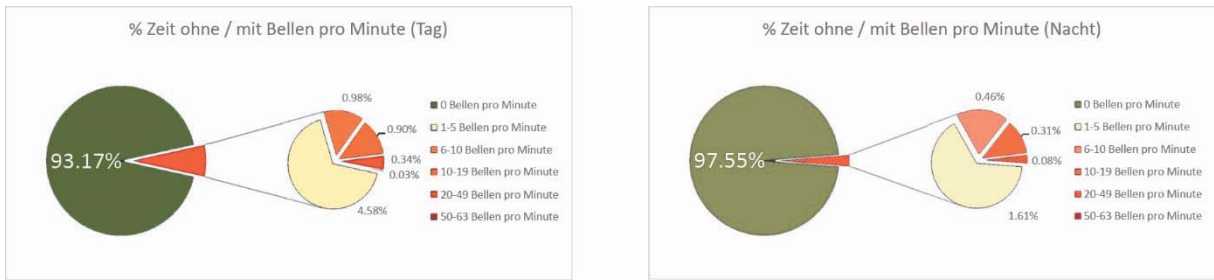 % Zeit ohne / mit Bellen pro Minute (Tag)
93.17%
0.98%
0.90%
0.34%
0.03%
4.58%
0 Bellen pro Minute
1-5 Bellen pro Minute
6-10 Bellen pro Minute
10-19 Bellen pro Minute
20-49 Bellen pro Minute
50-63 Bellen pro Minute
% Zeit ohne / mit Bellen pro Minute (Nacht)
97.55%
0.46%
0.31%
0.08%
1.61%
0 Bellen pro Minute
1-5 Bellen pro Minute
6-10 Bellen pro Minute
10-19 Bellen pro Minute
20-49 Bellen pro Minute
50-63 Bellen pro Minute